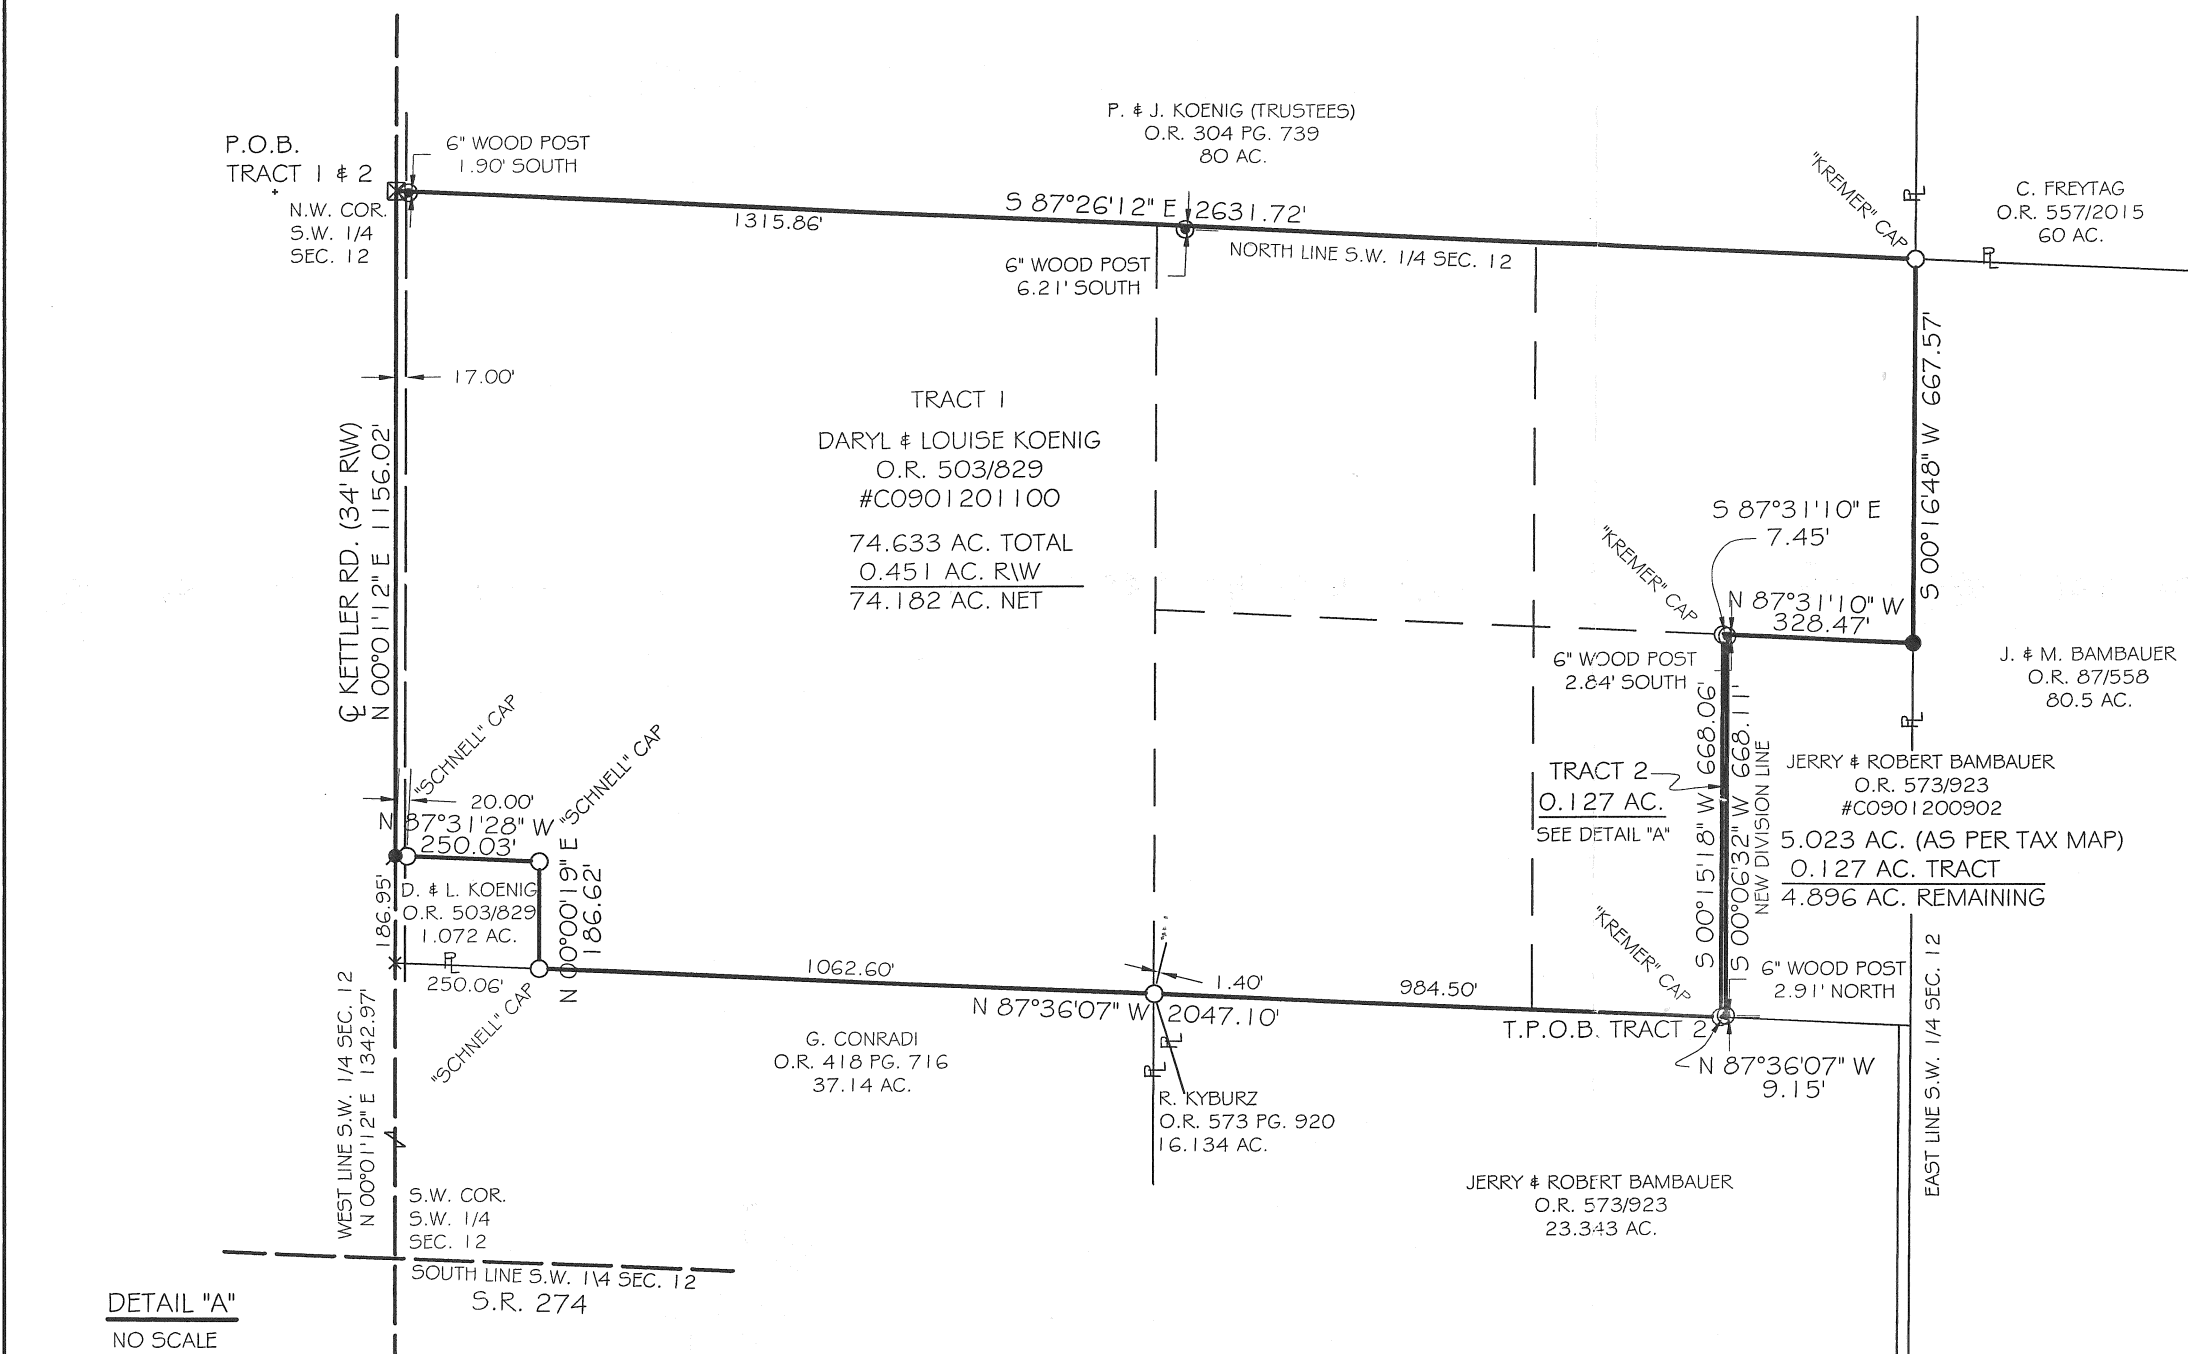 P. & J. KOENIG (TRUSTEES)
O.R. 304 PG. 739
80 AC.
P.O.B.
TRACT 1 & 2
6" WOOD POST
1.90' SOUTH
N.W. COR.
S.W. 1/4
SEC. 12
1315.86'
S 87°26'12" E 2631.72'
NORTH LINE S.W. 1/4 SEC. 12
6" WOOD POST
6.21' SOUTH
"KREMER" CAP
C. FREYTAG
O.R. 557/2015
60 AC.
17.00'
TRACT 1
DARYL & LOUISE KOENIG
O.R. 503/829
#C0901201100
74.633 AC. TOTAL
0.451 AC. R\W
74.182 AC. NET
℄ KETTLER RD. (34' R\W)
N 00°01'12" E 1156.02'
S 00°16'48" W 667.57'
S 87°31'10" E
7.45'
"KREMER" CAP
N 87°31'10" W
328.47'
6" WOOD POST
2.84' SOUTH
J. & M. BAMBAUER
O.R. 87/558
80.5 AC.
"SCHNELL" CAP
"SCHNELL" CAP
20.00'
N 87°31'28" W
250.03'
186.95'
D. & L. KOENIG
O.R. 503/829
1.072 AC.
N 00°00'19" E
186.62'
PL
250.06'
"SCHNELL" CAP
TRACT 2
0.127 AC.
SEE DETAIL "A"
S 00°15'18" W 668.06'
S 00°06'32" W 668.11'
NEW DIVISION LINE
JERRY & ROBERT BAMBAUER
O.R. 573/923
#C0901200902
5.023 AC. (AS PER TAX MAP)
0.127 AC. TRACT
4.896 AC. REMAINING
"KREMER" CAP
6" WOOD POST
2.91' NORTH
1062.60'
1.40'
984.50'
N 87°36'07" W 2047.10'
T.P.O.B. TRACT 2
N 87°36'07" W
9.15'
G. CONRADI
O.R. 418 PG. 716
37.14 AC.
PL
PL
R. KYBURZ
O.R. 573 PG. 920
16.134 AC.
JERRY & ROBERT BAMBAUER
O.R. 573/923
23.343 AC.
EAST LINE S.W. 1/4 SEC. 12
PL
PL
PL
WEST LINE S.W. 1/4 SEC. 12
N 00°01'12" E 1342.97'
S.W. COR.
S.W. 1/4
SEC. 12
SOUTH LINE S.W. 1\4 SEC. 12
S.R. 274
DETAIL "A"
NO SCALE